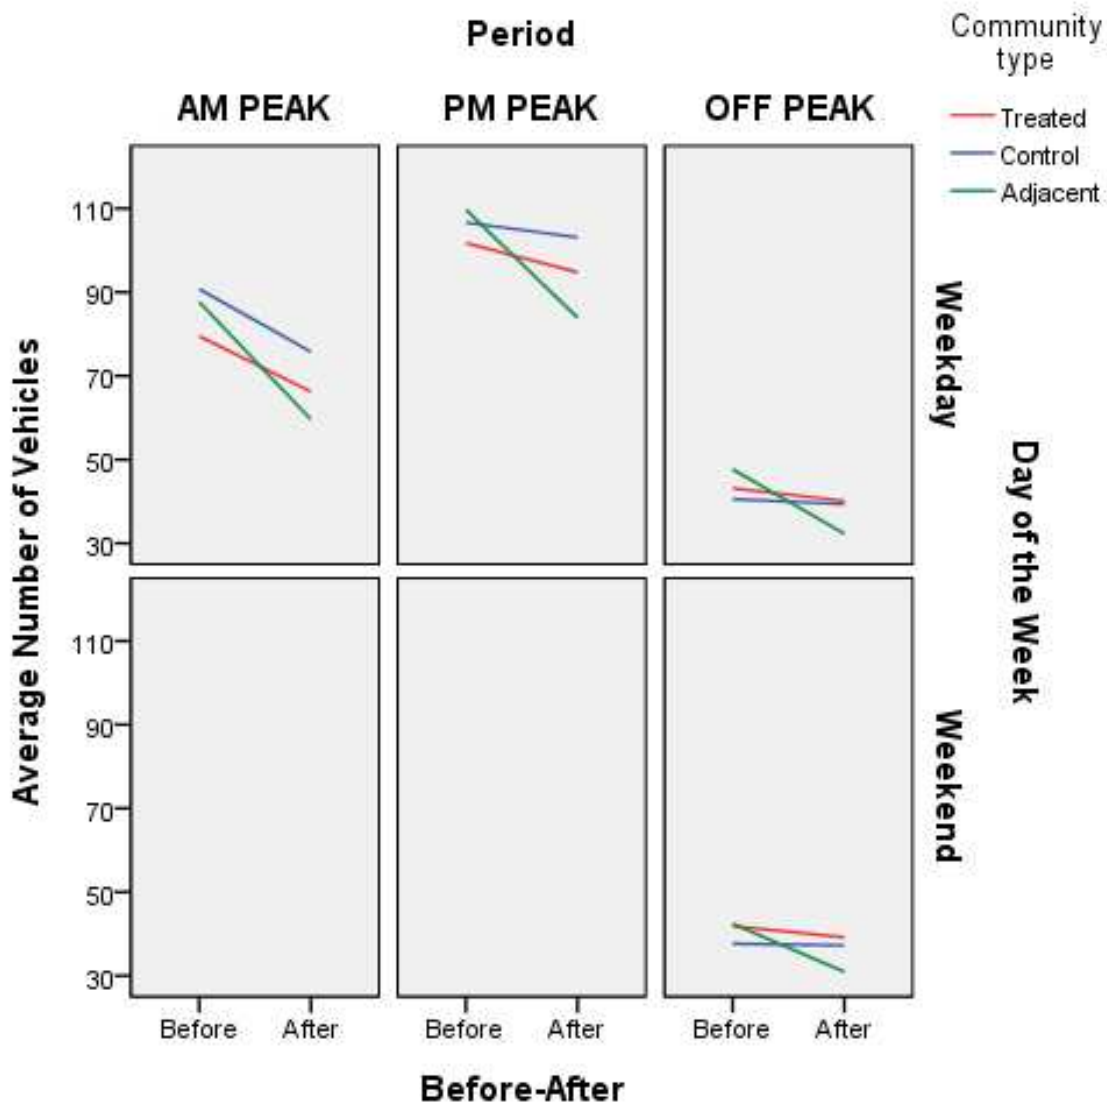 Period
Community
type
AM PEAK
PM PEAK
OFF PEAK
Treated
Control
Adjacent
110
90
70
50
30
Weekday
110
90
70
50
30
Weekend
Average Number of Vehicles
Day of the Week
Before
After
Before
After
Before
After
Before-After